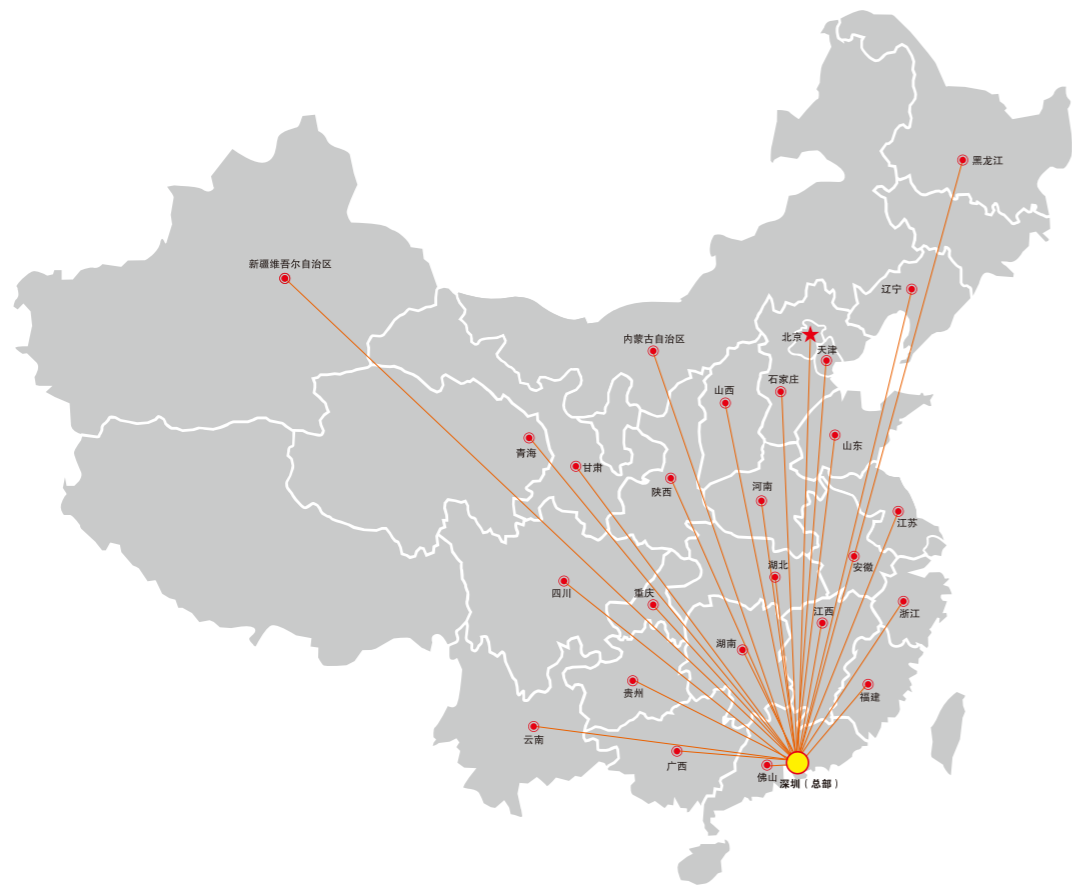 黑龙江
新疆维吾尔自治区
辽宁
北京
内蒙古自治区
天津
石家庄
山西
山东
青海
甘肃
河南
陕西
江苏
湖北
安徽
四川
重庆
江西
浙江
湖南
贵州
福建
云南
广西
佛山
深圳（总部）